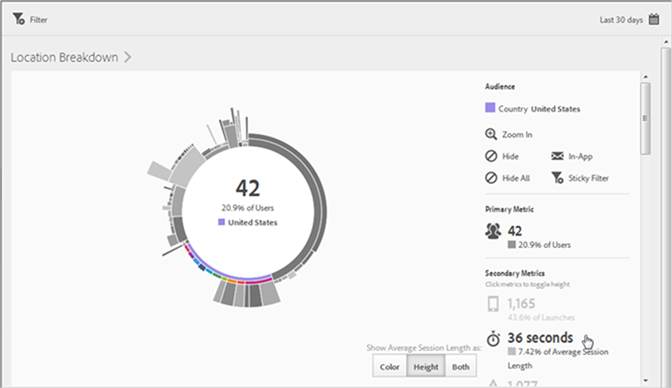 Filter
Last 30 days
Location Breakdown
Audience
Country United States
Zoom In
Hide
In-App
Hide All
Sticky Filter
42
20.9% of Users
United States
Primary Metric
42
20.9% of Users
Secondary Metrics
Click metrics to toggle height
1,165
43.6% of Launches
36 seconds
7.42% of Average Session
Length
Show Average Session Length as:
Color
Height
Both
1,077